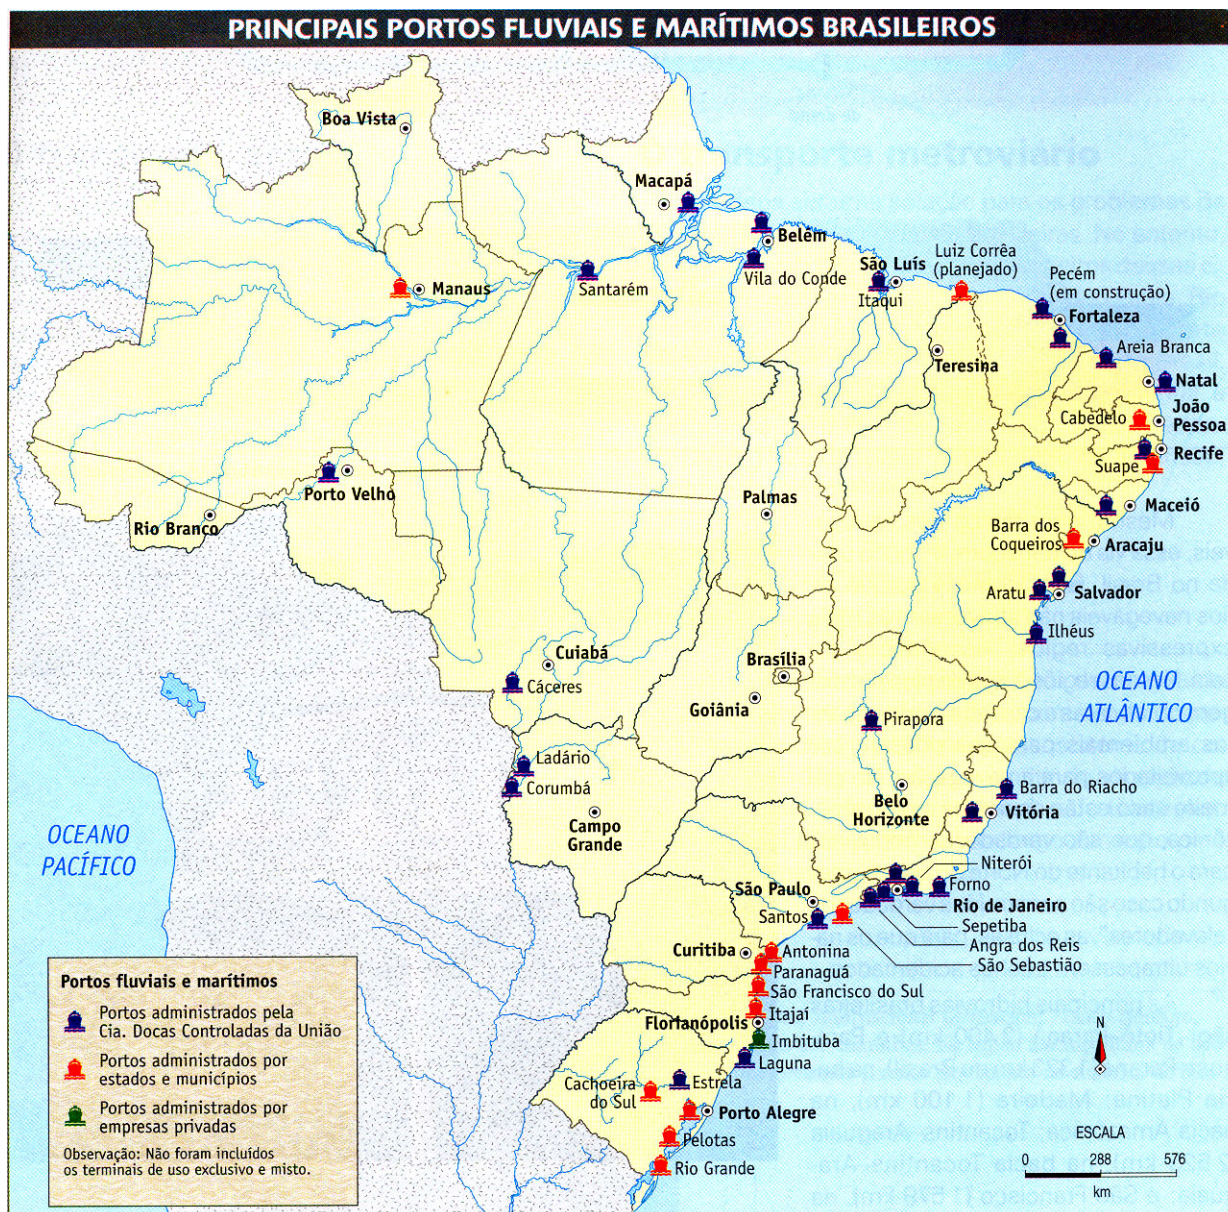 PRINCIPAIS PORTOS FLUVIAIS E MARÍTIMOS BRASILEIROS
Boa Vista
Macapá
Belém
Vila do Conde
Santarém
Manaus
São Luís
Itaqui
Luiz Corrêa
(planejado)
Pecém
(em construção)
Fortaleza
Areia Branca
Teresina
Natal
Cabedelo
João
Pessoa
Recife
Suape
Porto Velho
Rio Branco
Palmas
Maceió
Barra dos
Coqueiros
Aracaju
Aratu
Salvador
Ilhéus
Cuiabá
Cáceres
Brasília
Goiânia
OCEANO
ATLÂNTICO
Pirapora
Ladário
Corumbá
Campo
Grande
Belo
Horizonte
Barra do Riacho
Vitória
OCEANO
PACÍFICO
Niterói
Forno
São Paulo
Rio de Janeiro
Santos
Sepetiba
Angra dos Reis
São Sebastião
Curitiba
Antonina
Paranaguá
São Francisco do Sul
Itajaí
Florianópolis
Imbituba
Laguna
Cachoeira
do Sul
Estrela
Porto Alegre
Pelotas
Rio Grande
Portos fluviais e marítimos
Portos administrados pela
Cia. Docas Controladas da União
Portos administrados por
estados e municípios
Portos administrados por
empresas privadas
Observação: Não foram incluídos
os terminais de uso exclusivo e misto.
N
ESCALA
0 288 576
km